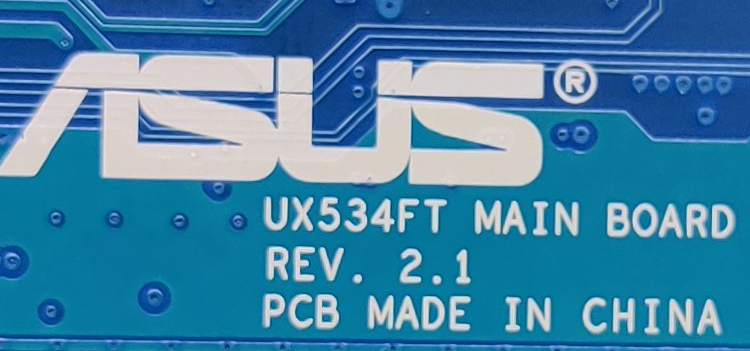 ASUS®
UX534FT MAIN BOARD
REV. 2.1
PCB MADE IN CHINA